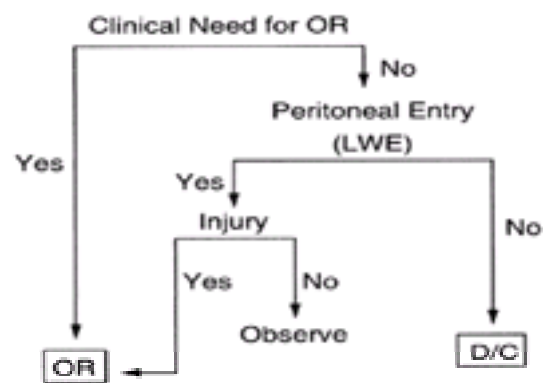 Clinical Need for OR
No
Peritoneal Entry
(LWE)
Yes
Yes
No
Injury
Yes
No
Observe
OR
D/C